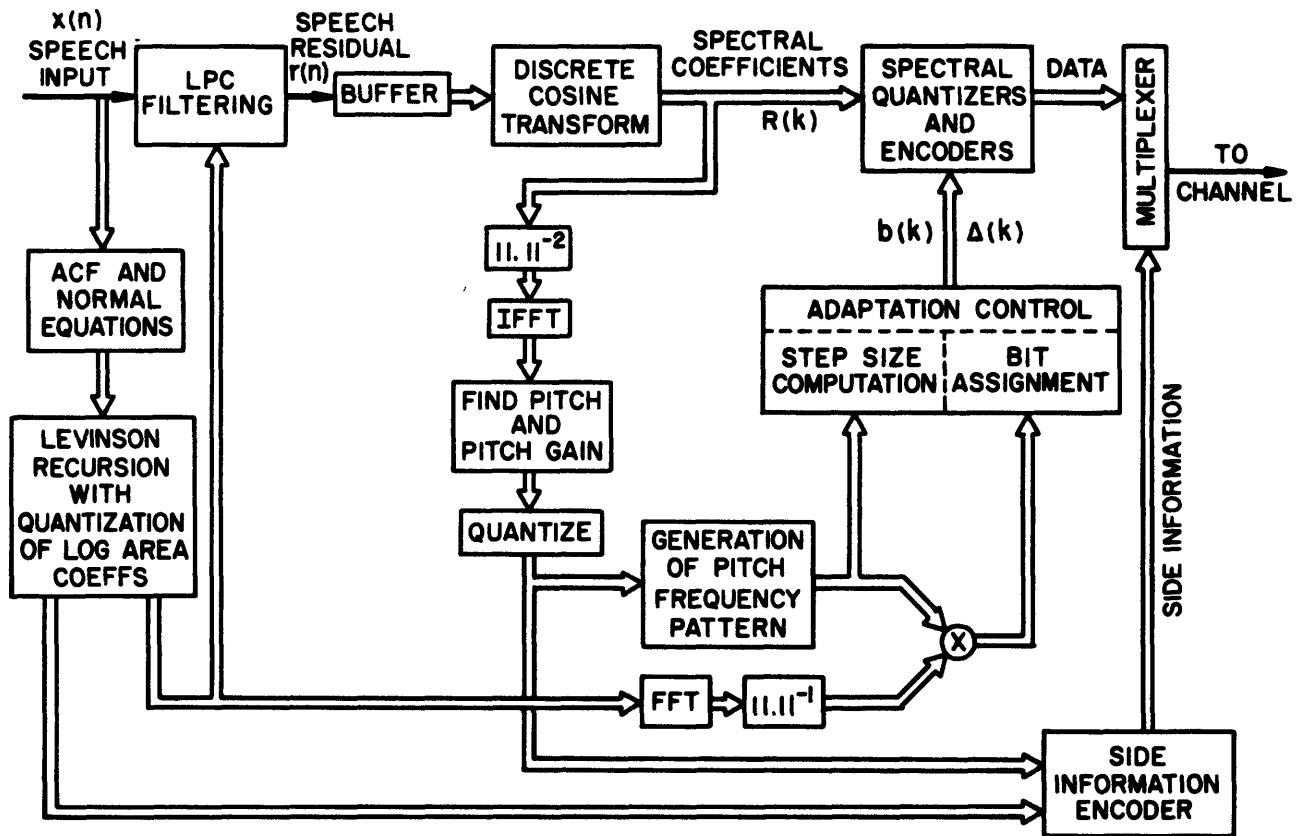 x(n)
SPEECH
INPUT
LPC
FILTERING
SPEECH
RESIDUAL
r(n)
BUFFER
DISCRETE
COSINE
TRANSFORM
SPECTRAL
COEFFICIENTS
R(k)
SPECTRAL
QUANTIZERS
AND
ENCODERS
DATA
MULTIPLEXER
TO
CHANNEL
ACF AND
NORMAL
EQUATIONS
||.||⁻²
IFFT
b(k) Δ(k)
ADAPTATION CONTROL
STEP SIZE
COMPUTATION
BIT
ASSIGNMENT
FIND PITCH
AND
PITCH GAIN
LEVINSON
RECURSION
WITH
QUANTIZATION
OF LOG AREA
COEFFS
QUANTIZE
GENERATION
OF PITCH
FREQUENCY
PATTERN
X
SIDE INFORMATION
FFT
||.||⁻¹
SIDE
INFORMATION
ENCODER